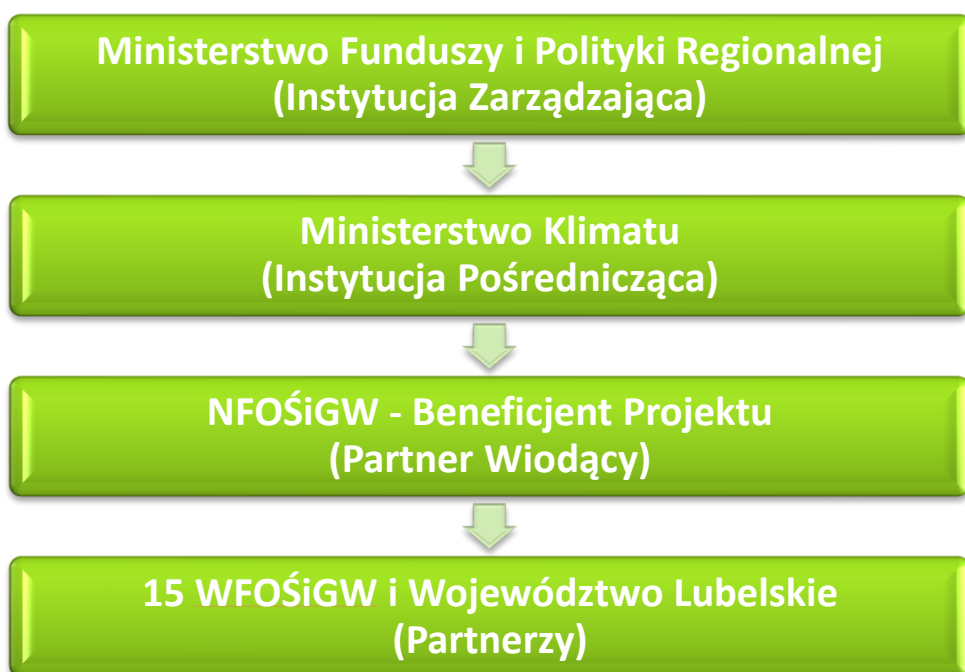 Ministerstwo Funduszy i Polityki Regionalnej
(Instytucja Zarządzająca)
Ministerstwo Klimatu
(Instytucja Pośrednicząca)
NFOŚiGW - Beneficjent Projektu
(Partner Wiodący)
15 WFOŚiGW i Województwo Lubelskie
(Partnerzy)